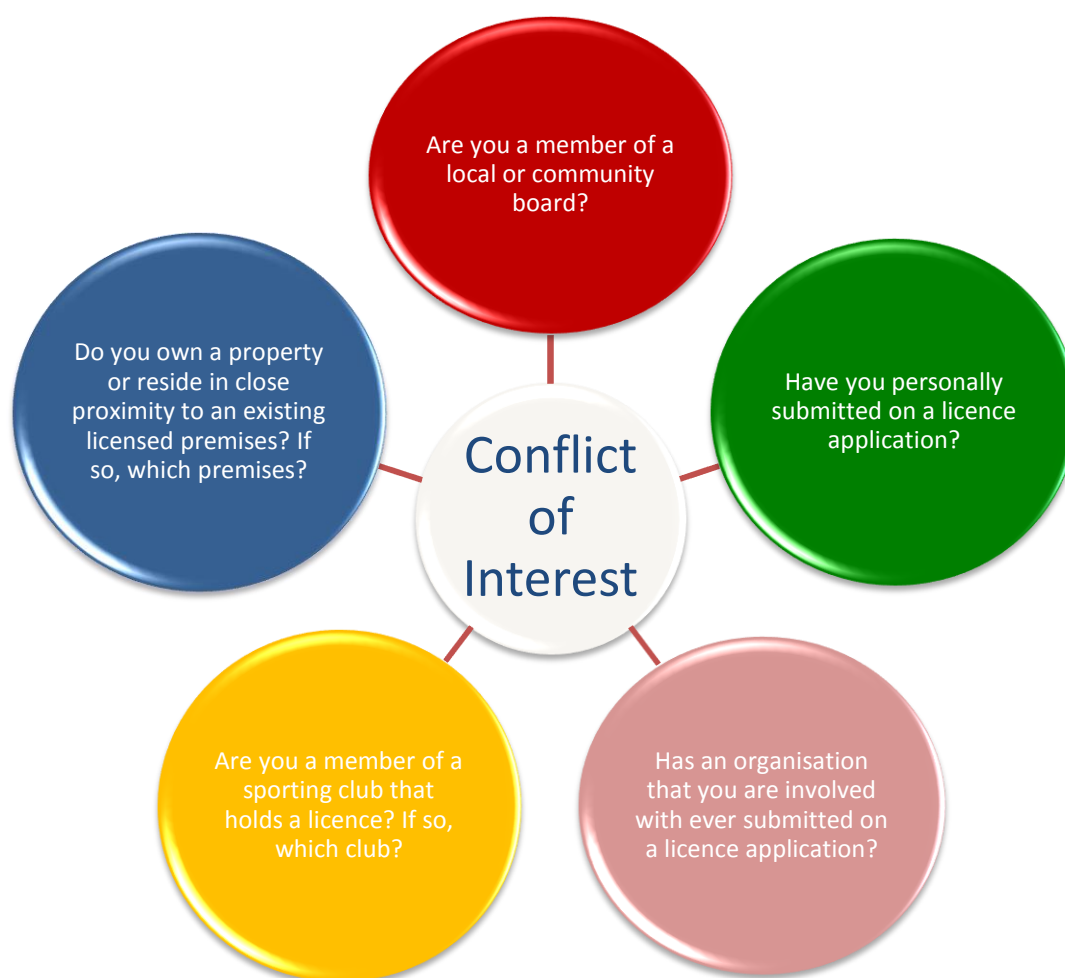 Are you a member of a
local or community
board?
Have you personally
submitted on a licence
application?
Has an organisation
that you are involved
with ever submitted on
a licence application?
Are you a member of a
sporting club that
holds a licence? If so,
which club?
Do you own a property
or reside in close
proximity to an existing
licensed premises? If
so, which premises?
Conflict
of
Interest